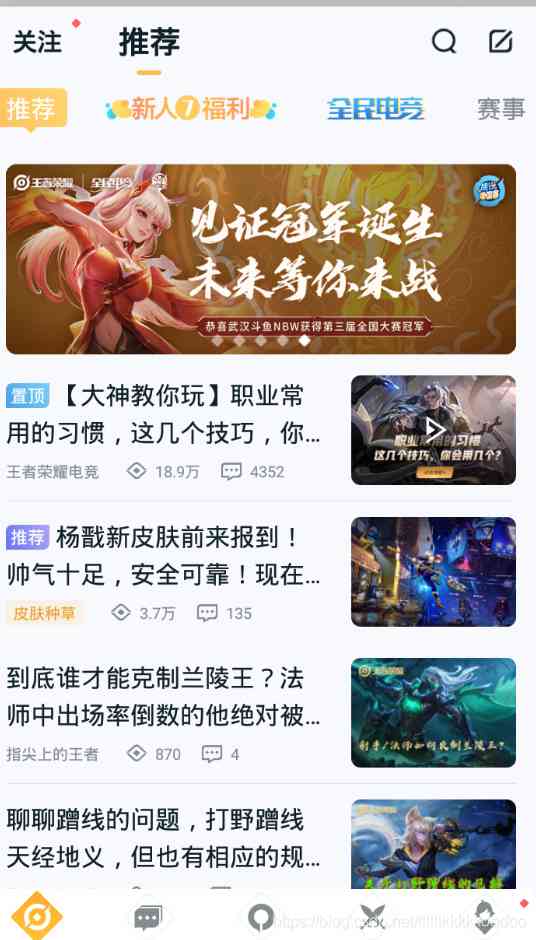 关注
推荐
推荐
新人7福利
全民电竞
赛事
王者荣耀
全民电竞
见证冠军诞生
未来等你来战
恭喜武汉斗鱼NBW获得第三届全国大赛冠军
置顶
【大神教你玩】职业常
用的习惯，这几个技巧，你...
王者荣耀电竞
18.9万
4352
职业常用的习惯
这几个技巧，你会用几个？
推荐
杨戬新皮肤前来报到！
帅气十足，安全可靠！现在...
皮肤种草
3.7万
135
到底谁才能克制兰陵王？法
师中出场率倒数的他绝对被...
指尖上的王者
870
4
王者荣耀
射手/法师如何克制兰陵王？
聊聊蹭线的问题，打野蹭线
天经地义，但也有相应的规...